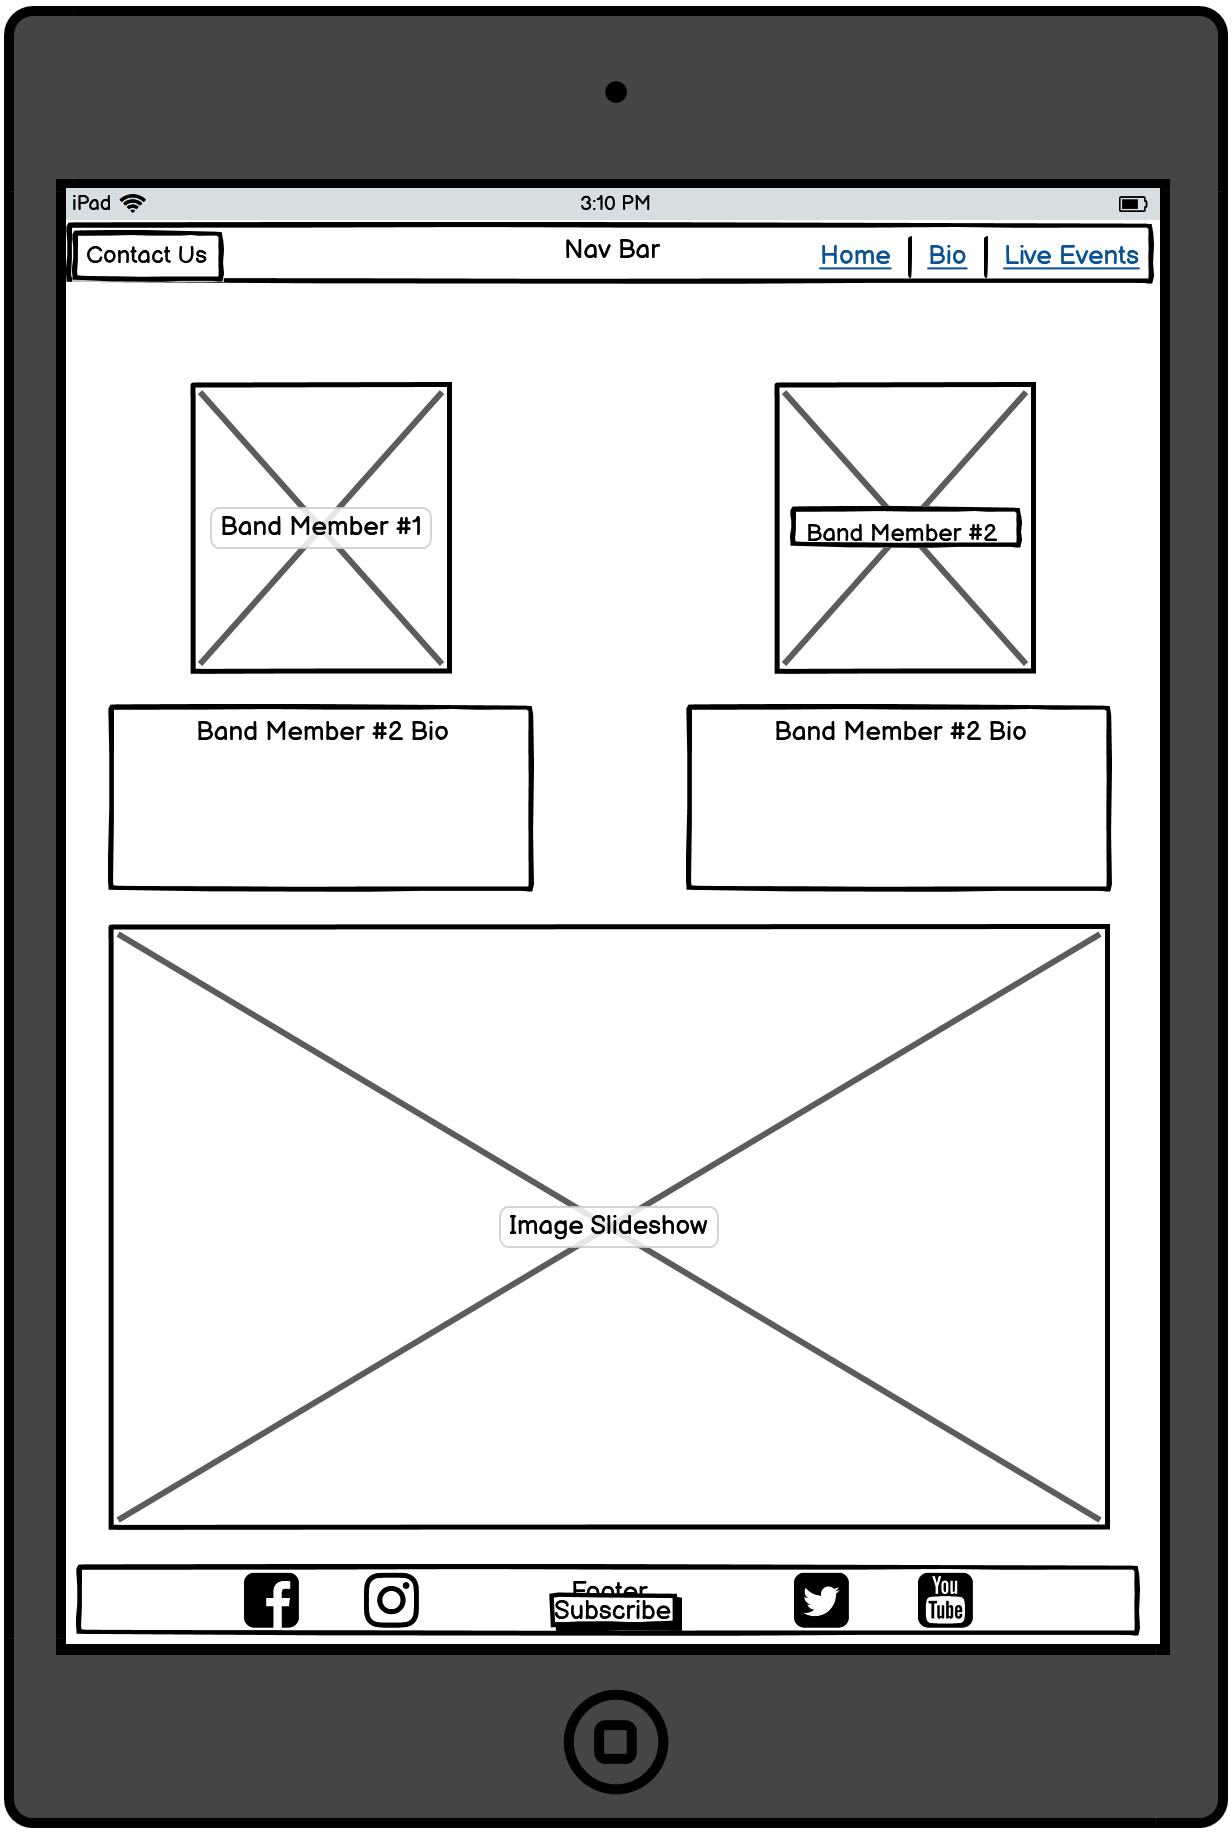 iPad 3:10 PM
Contact Us Nav Bar Home Bio Live Events
Band Member #1 Band Member #2
Band Member #2 Bio Band Member #2 Bio
Image Slideshow
Footer
Subscribe
You
Tube